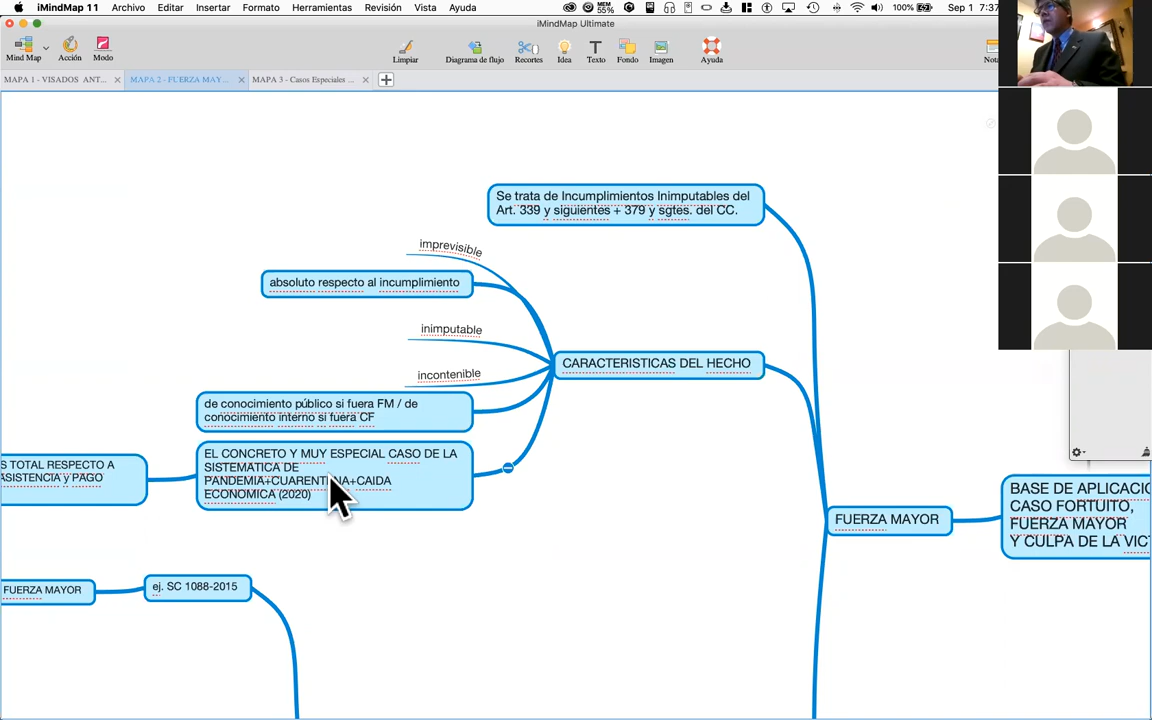 iMindMap 11 Archivo Editar Insertar Formato Herramientas Revisión Vista Ayuda MEM 55% 100% Sep 1 7:37
iMindMap Ultimate
Mind Map Acción Modo Limpiar Diagrama de flujo Recortes Idea Texto Fondo Imagen Ayuda
MAPA 1 - VISADOS ANT... MAPA 2 - FUERZA MAY... MAPA 3 - Casos Especiales ...
Se trata de Incumplimientos Inimputables del
Art. 339 y siguientes + 379 y sgtes. del CC.
imprevisible
absoluto respecto al incumplimiento
inimputable
CARACTERISTICAS DEL HECHO
incontenible
de conocimiento público si fuera FM / de
conocimiento interno si fuera CF
EL CONCRETO Y MUY ESPECIAL CASO DE LA
SISTEMATICA DE
PANDEMIA+CUARENTENA+CAIDA
ECONOMICA (2020)
S TOTAL RESPECTO A
ASISTENCIA y PAGO
FUERZA MAYOR
BASE DE APLICACIO
CASO FORTUITO,
FUERZA MAYOR
Y CULPA DE LA VICT
FUERZA MAYOR
ej. SC 1088-2015